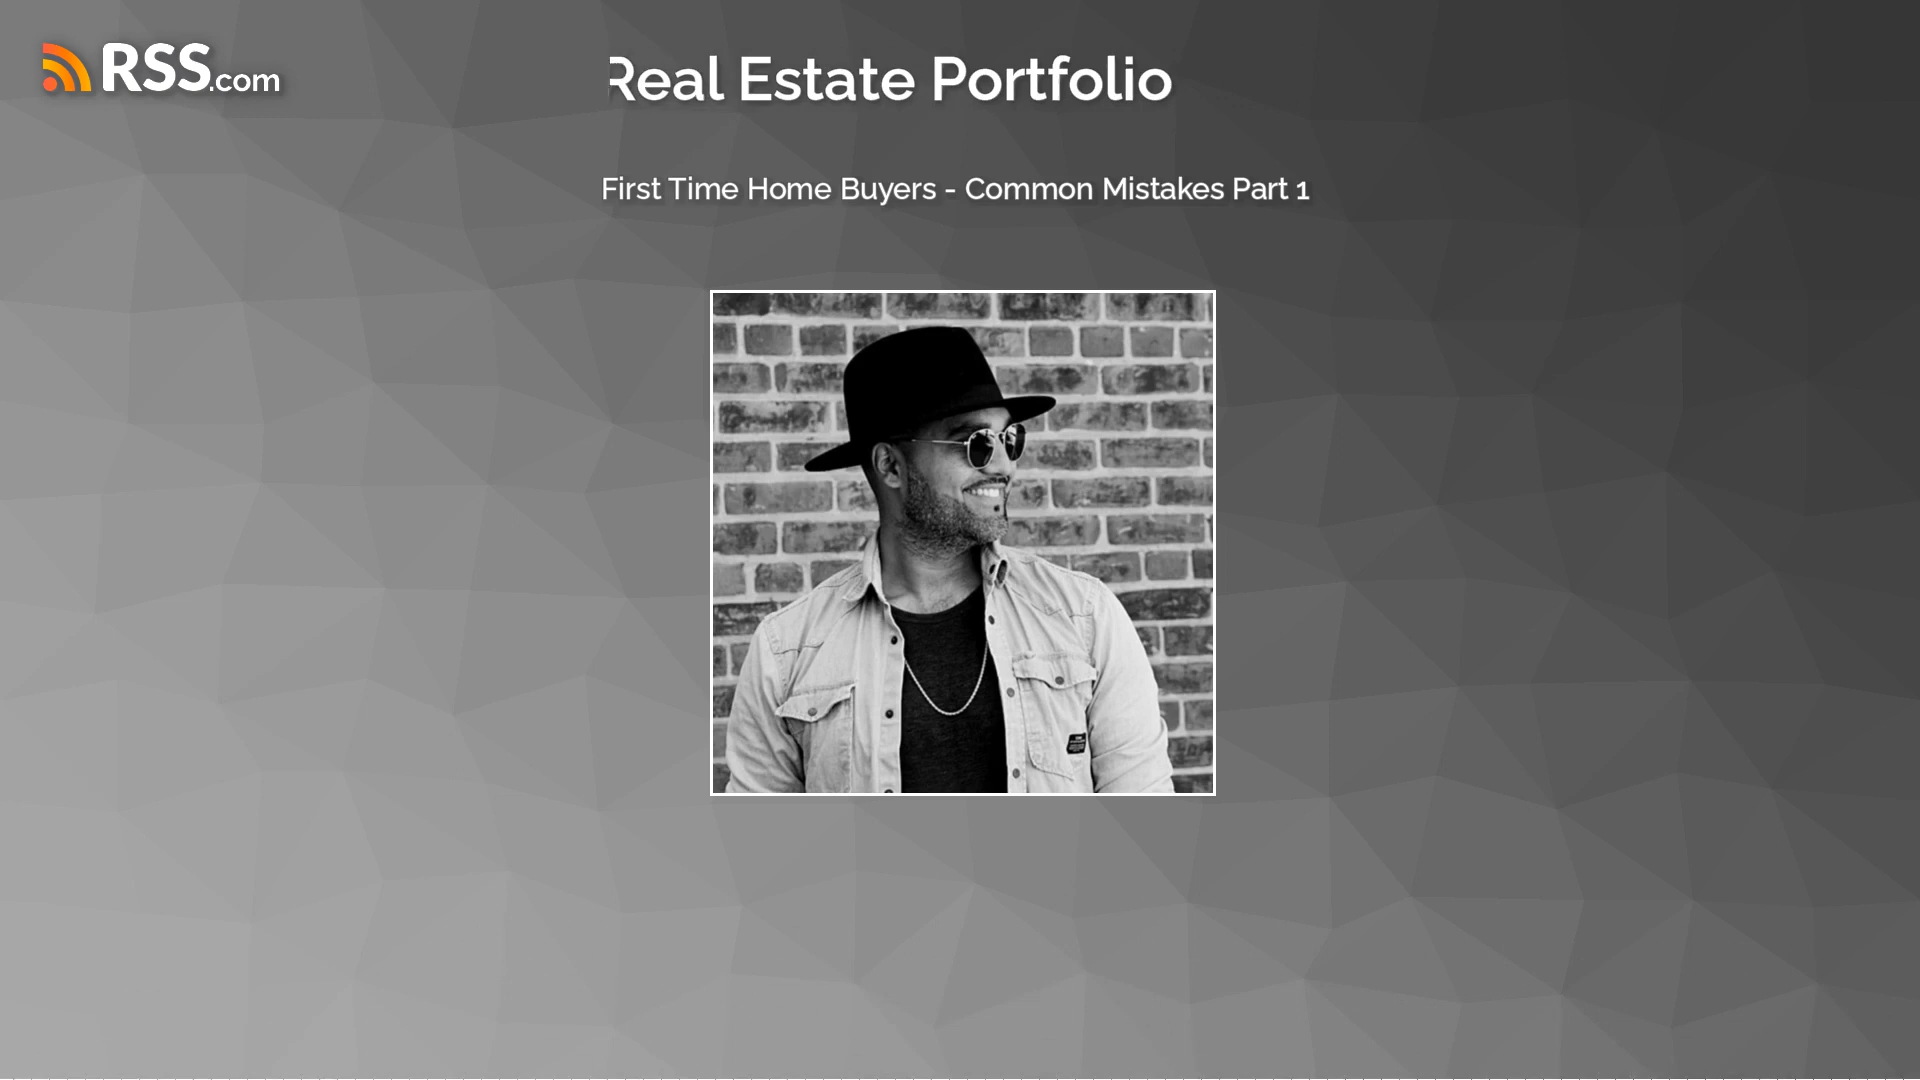 RSS.com
Real Estate Portfolio
First Time Home Buyers - Common Mistakes Part 1